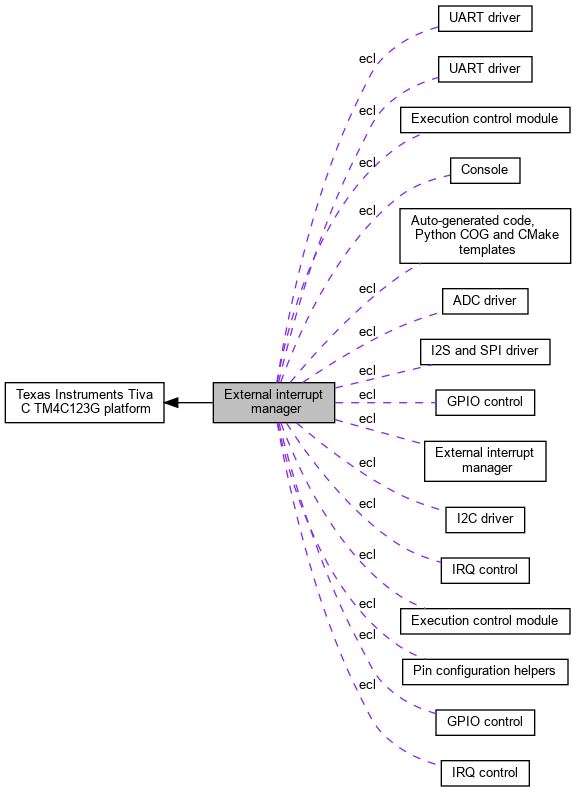 UART driver
ecl
UART driver
ecl
Execution control module
ecl
Console
ecl
Auto-generated code,
Python COG and CMake
templates
ecl
ADC driver
ecl
I2S and SPI driver
ecl
Texas Instruments Tiva
C TM4C123G platform
External interrupt
manager
ecl
GPIO control
ecl
External interrupt
manager
ecl
I2C driver
ecl
IRQ control
ecl
Execution control module
ecl
Pin configuration helpers
ecl
GPIO control
ecl
IRQ control